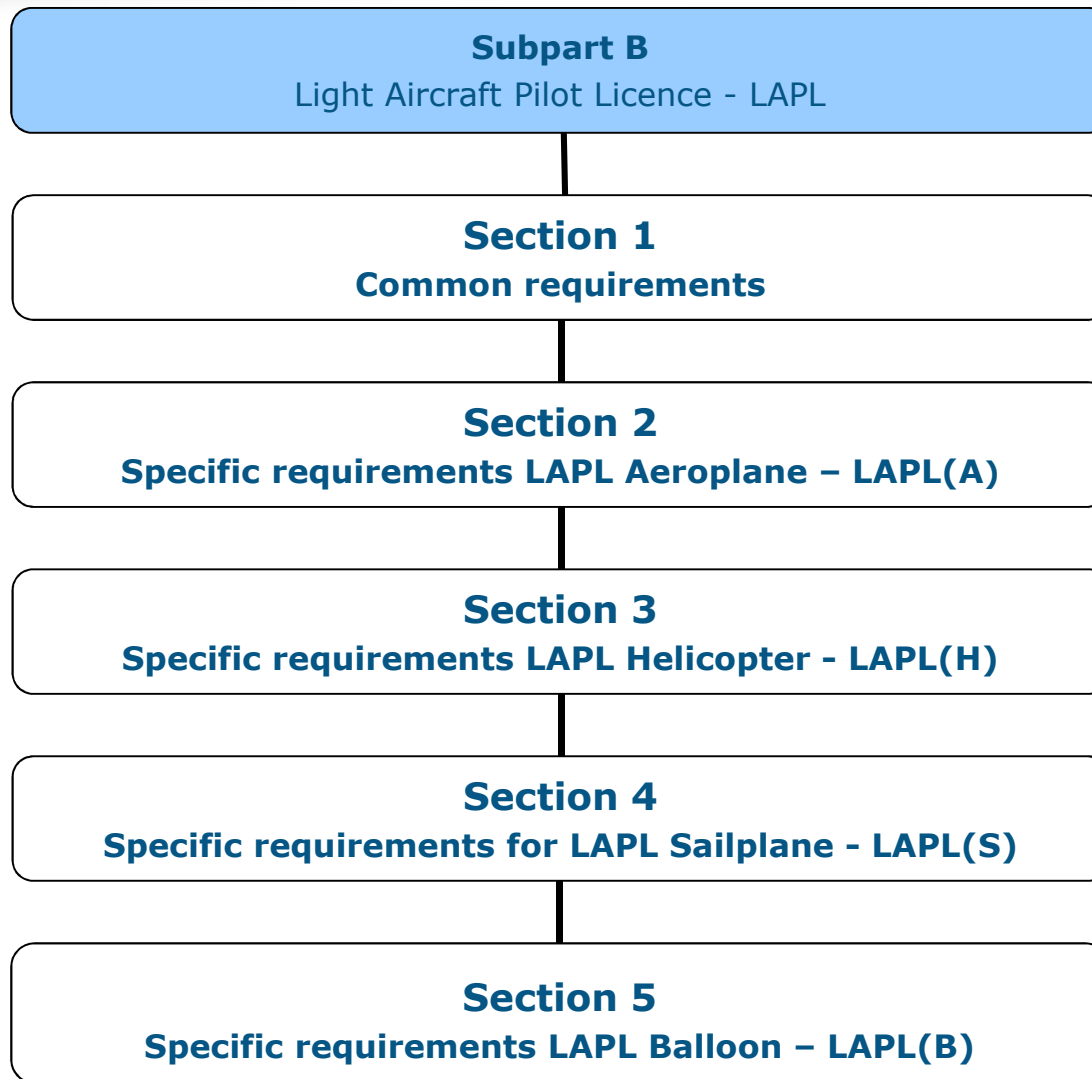 Subpart B
Light Aircraft Pilot Licence - LAPL
Section 1
Common requirements
Section 2
Specific requirements LAPL Aeroplane – LAPL(A)
Section 3
Specific requirements LAPL Helicopter - LAPL(H)
Section 4
Specific requirements for LAPL Sailplane - LAPL(S)
Section 5
Specific requirements LAPL Balloon – LAPL(B)